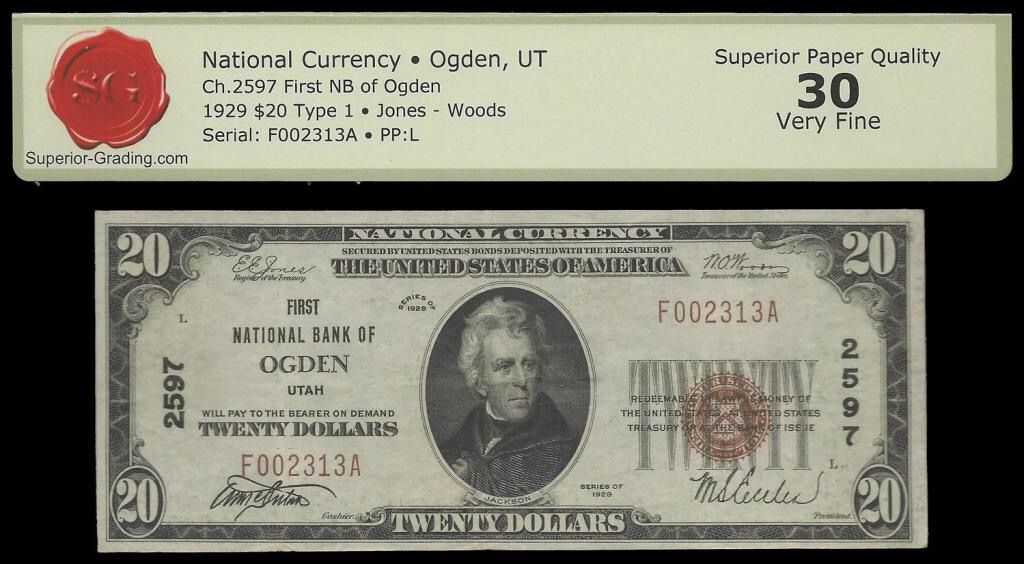 SG
Superior-Grading.com
National Currency • Ogden, UT
Ch.2597 First NB of Ogden
1929 $20 Type 1 • Jones - Woods
Serial: F002313A • PP:L
Superior Paper Quality
30
Very Fine
20
NATIONAL CURRENCY
20
SECURED BY UNITED STATES BONDS DEPOSITED WITH THE TREASURER OF
THE UNITED STATES OF AMERICA
E.E. Jones
Register of the Treasury.
W.O. Woods
Treasurer of the United States.
SERIES OF
1929
L
FIRST
NATIONAL BANK OF
OGDEN
UTAH
WILL PAY TO THE BEARER ON DEMAND
TWENTY DOLLARS
F002313A
2597
F002313A
2597
TWENTY
REDEEMABLE IN LAWFUL MONEY OF
THE UNITED STATES AT UNITED STATES
TREASURY OR AT THE BANK OF ISSUE
L
JACKSON
SERIES OF
1929
Cashier.
President.
M S Eccles
20
TWENTY DOLLARS
20